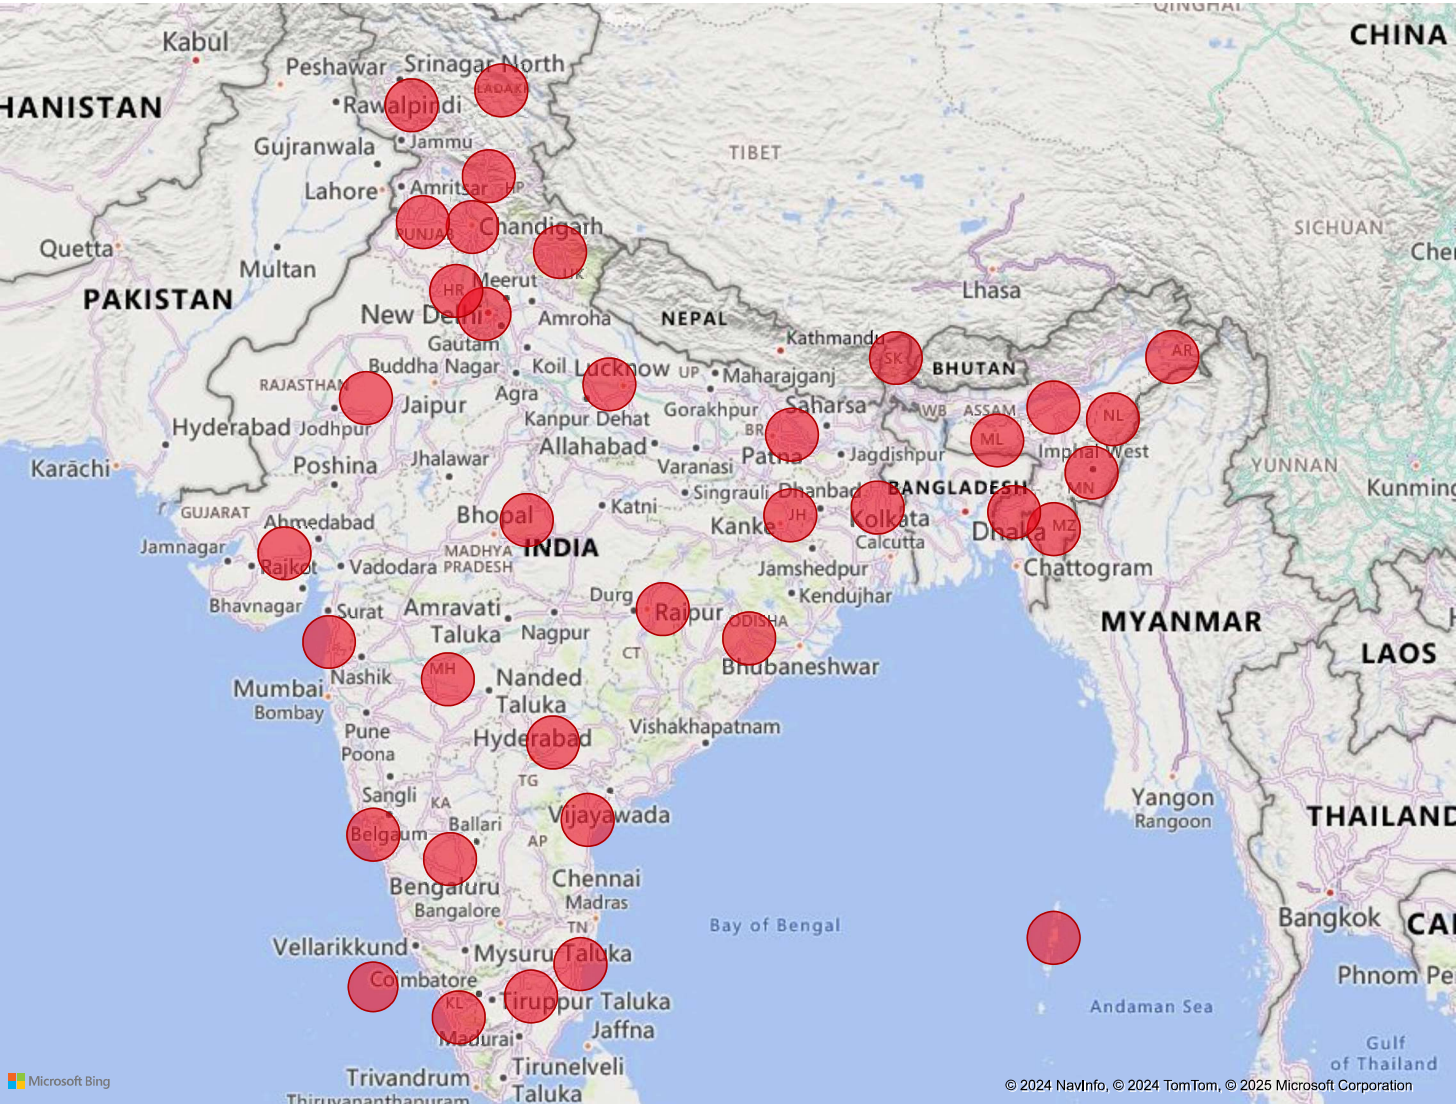 QINGHAI
CHINA
Kabul
Peshawar
Srinagar North
LADAKH
HANISTAN
Rawalpindi
Jammu
Gujranwala
TIBET
Lahore
Amritsar
HP
SICHUAN
Quetta
PUNJAB
Chandigarh
Multan
UK
Meerut
HR
Lhasa
PAKISTAN
New Delhi
Amroha
NEPAL
Kathmandu
Gautam
Buddha Nagar
SK
BHUTAN
AR
Koil
Lucknow
UP
Maharajganj
RAJASTHAN
Agra
Jaipur
Saharsa
WB
ASSAM
NL
Gorakhpur
Kanpur Dehat
Hyderabad
Jodhpur
BR
ML
Allahabad
Imphal West
Patna
Jagdishpur
Karāchi
Poshina
Jhalawar
Varanasi
YUNNAN
Singrauli
Dhanbad
BANGLADESH
MN
Kunming
Katni
GUJARAT
Bhopal
JH
Kolkata
Ahmedabad
Kanke
Dhaka
MZ
Calcutta
Jamnagar
INDIA
MADHYA
PRADESH
Rajkot
Vadodara
Jamshedpur
Chattogram
Durg
Kendujhar
Bhavnagar
Surat
Amravati
Taluka
Raipur
ODISHA
MYANMAR
Nagpur
CT
LAOS
Bhubaneshwar
MH
Nashik
Nanded
Taluka
Mumbai
Bombay
Pune
Poona
Vishakhapatnam
Hyderabad
TG
Sangli
Yangon
Rangoon
KA
THAILAND
Vijayawada
Ballari
Belgaum
AP
Bengaluru
Bangalore
Chennai
Madras
Bangkok
CA
Bay of Bengal
TN
Vellarikkund
Mysuru Taluka
Phnom Pe
Coimbatore
Tiruppur Taluka
KL
Andaman Sea
Jaffna
Madurai
Gulf
of Thailand
Tirunelveli
Taluka
Trivandrum
Thiruvananthapuram
Microsoft Bing
© 2024 NavInfo, © 2024 TomTom, © 2025 Microsoft Corporation